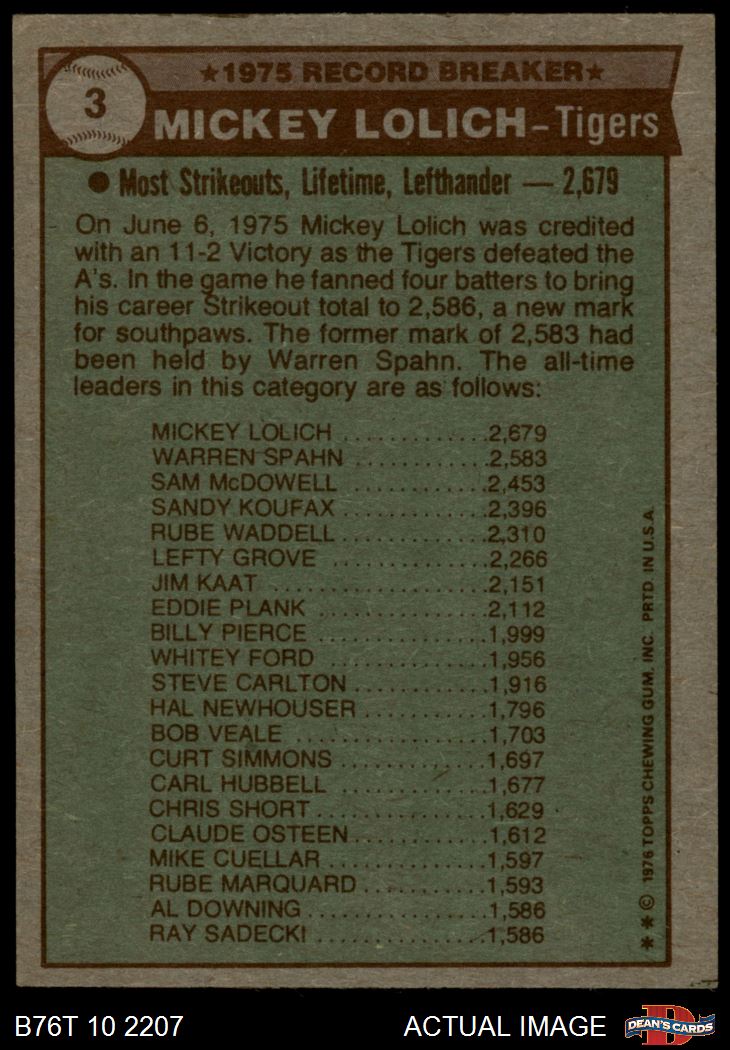 3
★1975 RECORD BREAKER★
MICKEY LOLICH – Tigers
● Most Strikeouts, Lifetime, Lefthander — 2,679
On June 6, 1975 Mickey Lolich was credited
with an 11-2 Victory as the Tigers defeated the
A's. In the game he fanned four batters to bring
his career Strikeout total to 2,586, a new mark
for southpaws. The former mark of 2,583 had
been held by Warren Spahn. The all-time
leaders in this category are as follows:
MICKEY LOLICH .............2,679
WARREN SPAHN ............2,583
SAM McDOWELL ............2,453
SANDY KOUFAX .............2,396
RUBE WADDELL .............2,310
LEFTY GROVE ...............2,266
JIM KAAT ....................2,151
EDDIE PLANK ...............2,112
BILLY PIERCE ...............1,999
WHITEY FORD ..............1,956
STEVE CARLTON ............1,916
HAL NEWHOUSER ...........1,796
BOB VEALE .................1,703
CURT SIMMONS .............1,697
CARL HUBBELL .............1,677
CHRIS SHORT ...............1,629
CLAUDE OSTEEN ............1,612
MIKE CUELLAR ..............1,597
RUBE MARQUARD ...........1,593
AL DOWNING ................1,586
RAY SADECKI ...............1,586
★★© 1976 TOPPS CHEWING GUM, INC. PRTD. IN U.S.A.
B76T 10 2207
ACTUAL IMAGE
D
DEAN'S CARDS